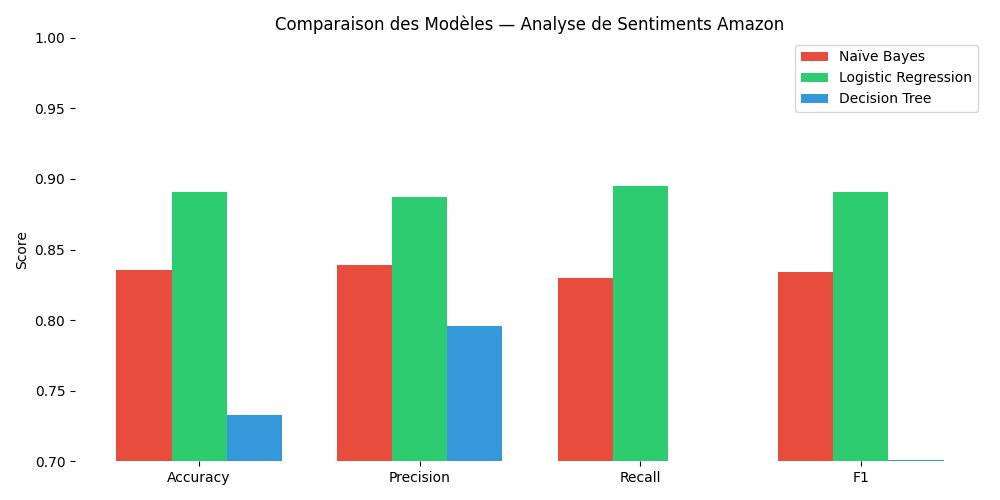 Comparaison des Modèles — Analyse de Sentiments Amazon
Naïve Bayes
Logistic Regression
Decision Tree
Score
1.00
0.95
0.90
0.85
0.80
0.75
0.70
Accuracy
Precision
Recall
F1